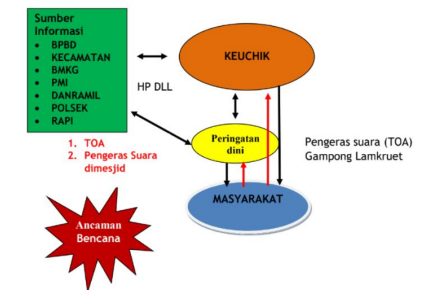 Sumber
Informasi
• BPBD
• KECAMATAN
• BMKG
• PMI
• DANRAMIL
• POLSEK
• RAPI
KEUCHIK
HP DLL
1. TOA
2. Pengeras Suara
dimesjid
Peringatan
dini
Pengeras suara (TOA)
Gampong Lamkruet
MASYARAKAT
Ancaman
Bencana